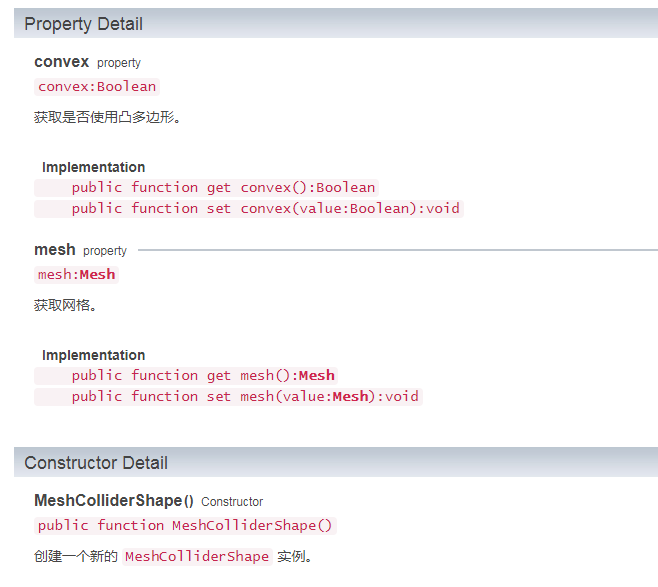 Property Detail
convex property
convex:Boolean
获取是否使用凸多边形。
Implementation
public function get convex():Boolean
public function set convex(value:Boolean):void
mesh property
mesh:Mesh
获取网格。
Implementation
public function get mesh():Mesh
public function set mesh(value:Mesh):void
Constructor Detail
MeshColliderShape() Constructor
public function MeshColliderShape()
创建一个新的 MeshColliderShape 实例。